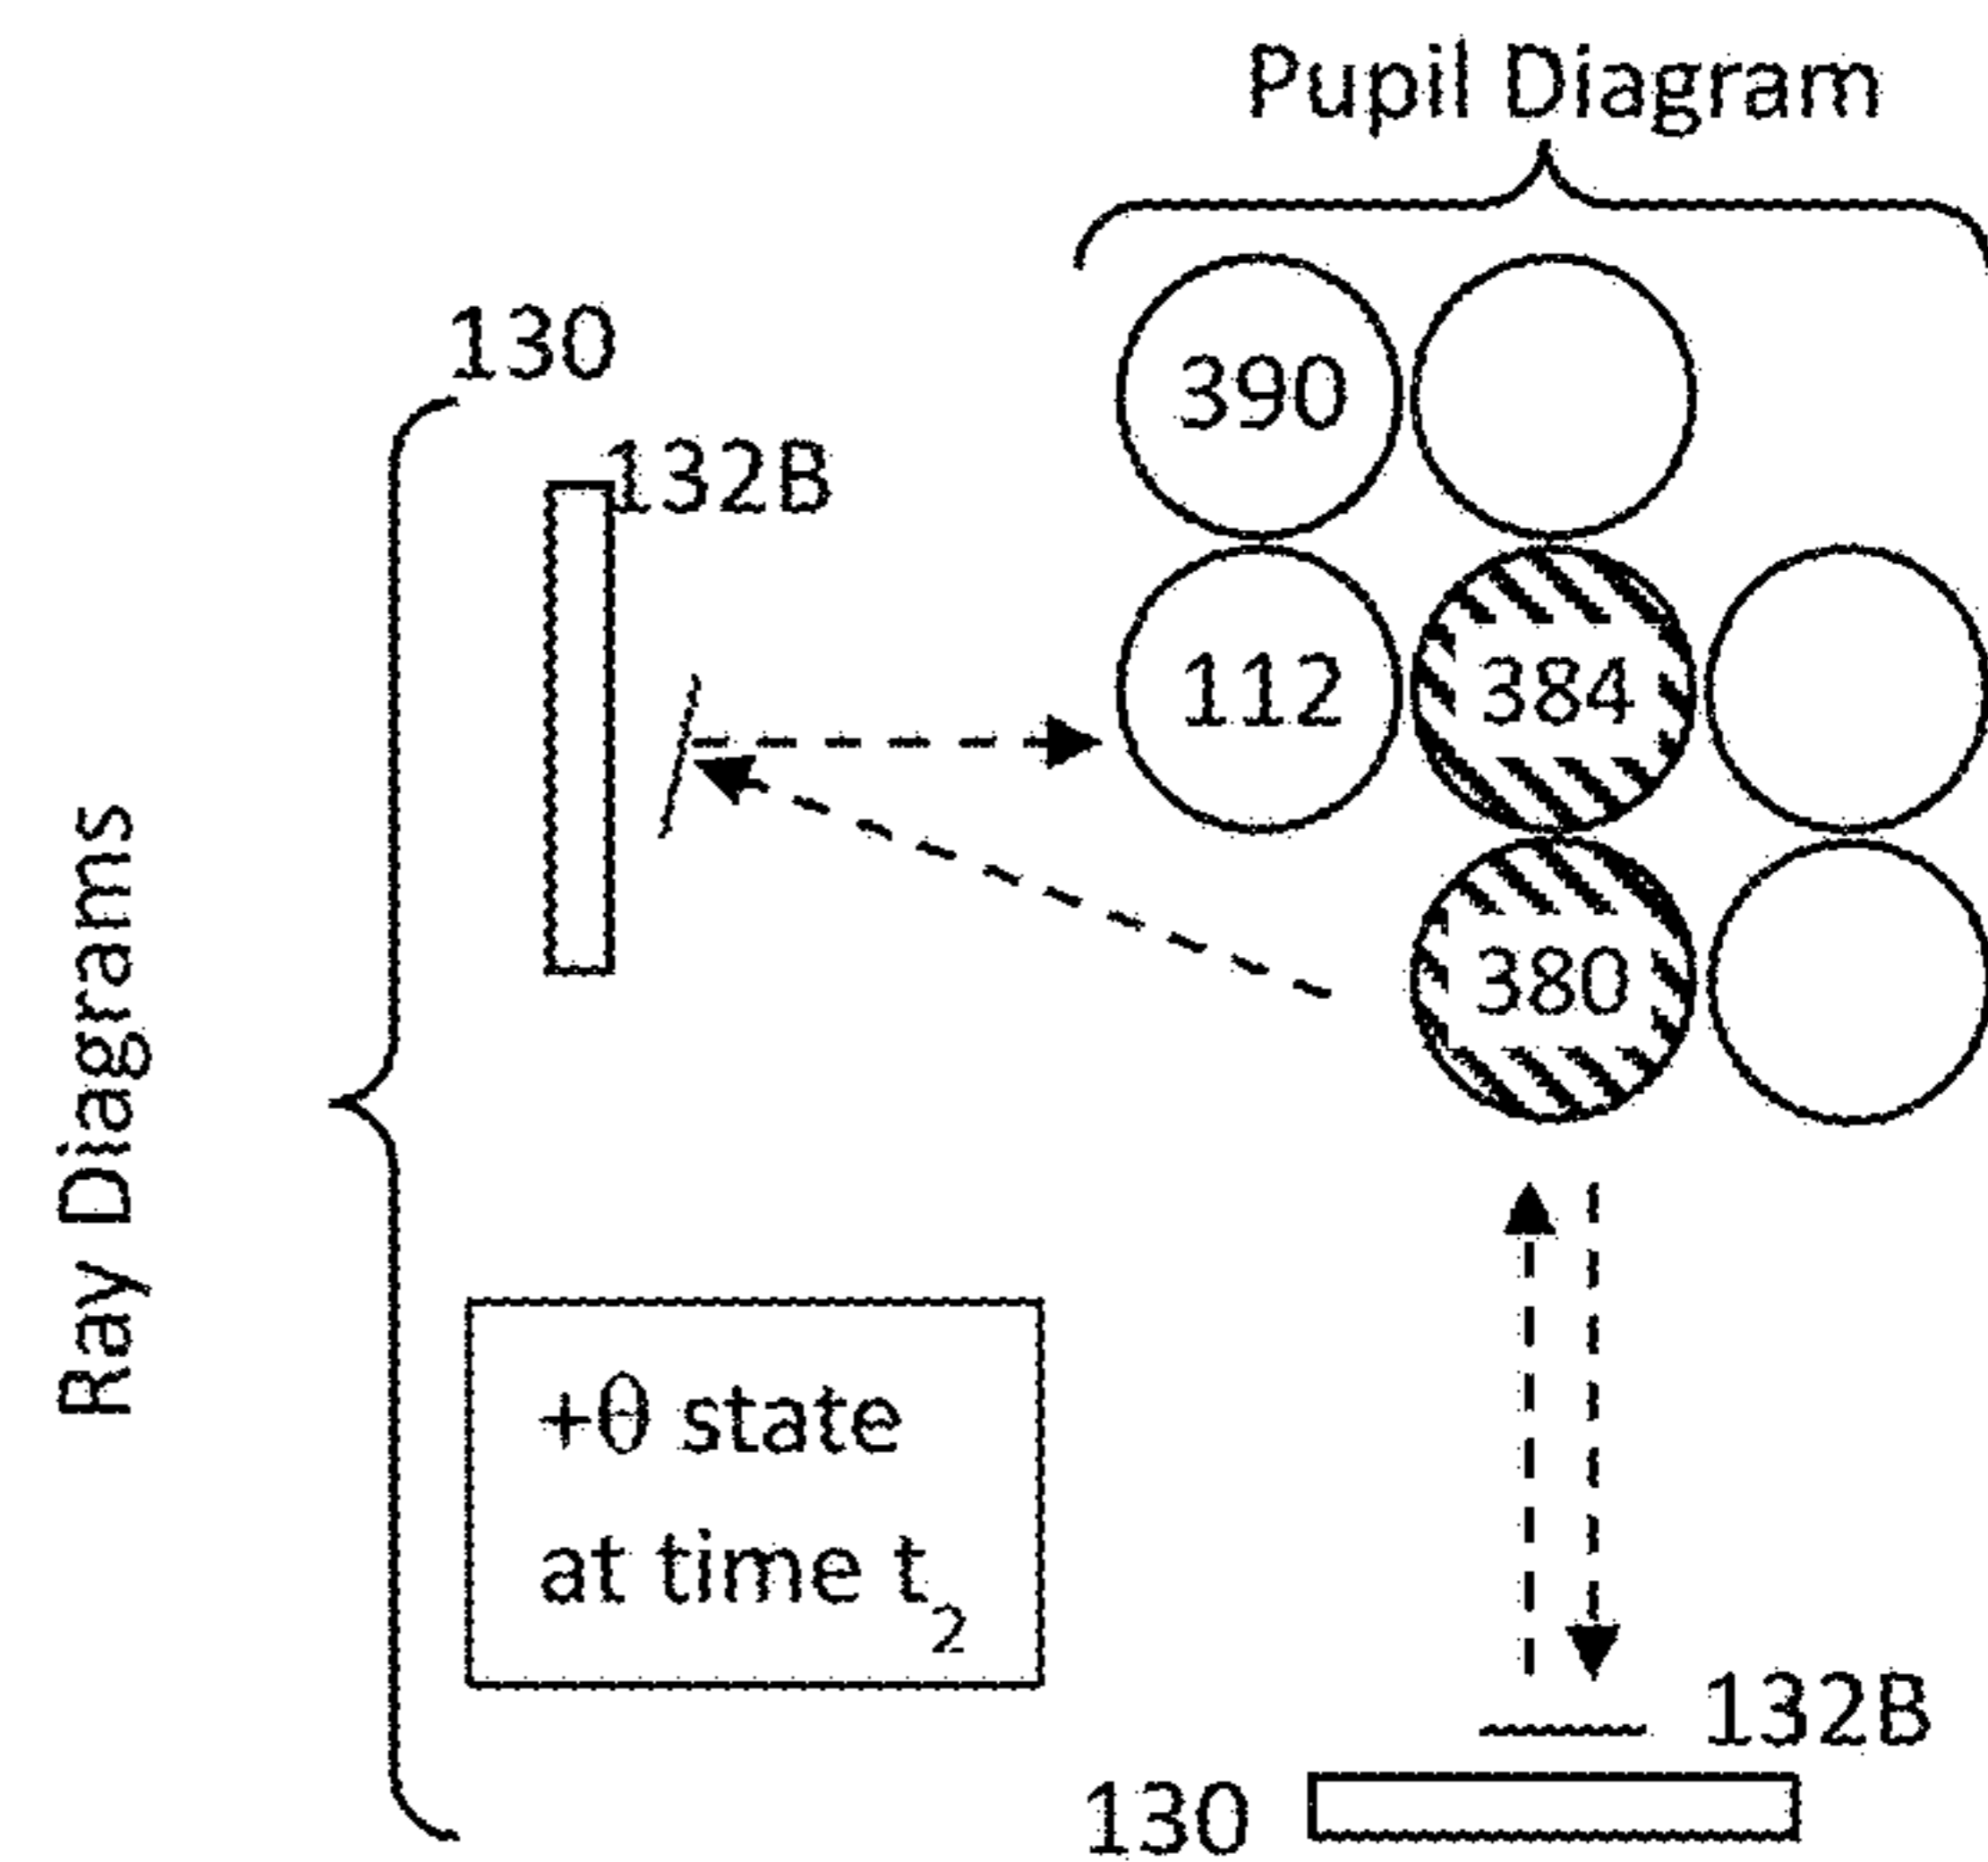 Pupil Diagram
130
132B
390
112
384
380
Ray Diagrams
+θ state
at time t₂
132B
130